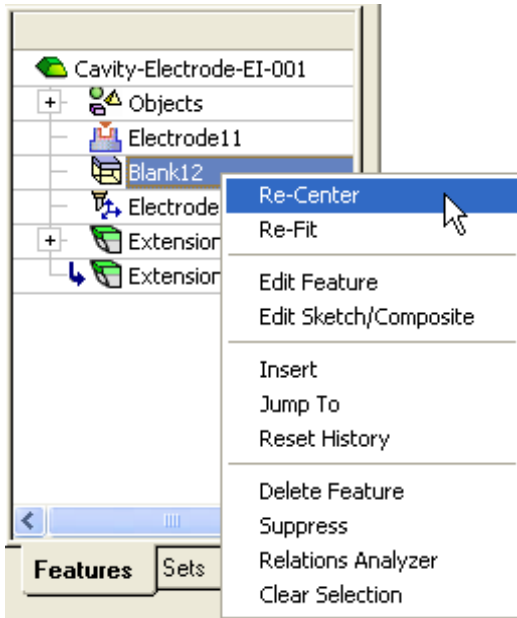 Cavity-Electrode-EI-001
Objects
Electrode11
Blank12
Electrode
Extension
Extension
Re-Center
Re-Fit
Edit Feature
Edit Sketch/Composite
Insert
Jump To
Reset History
Delete Feature
Suppress
Relations Analyzer
Clear Selection
Features Sets